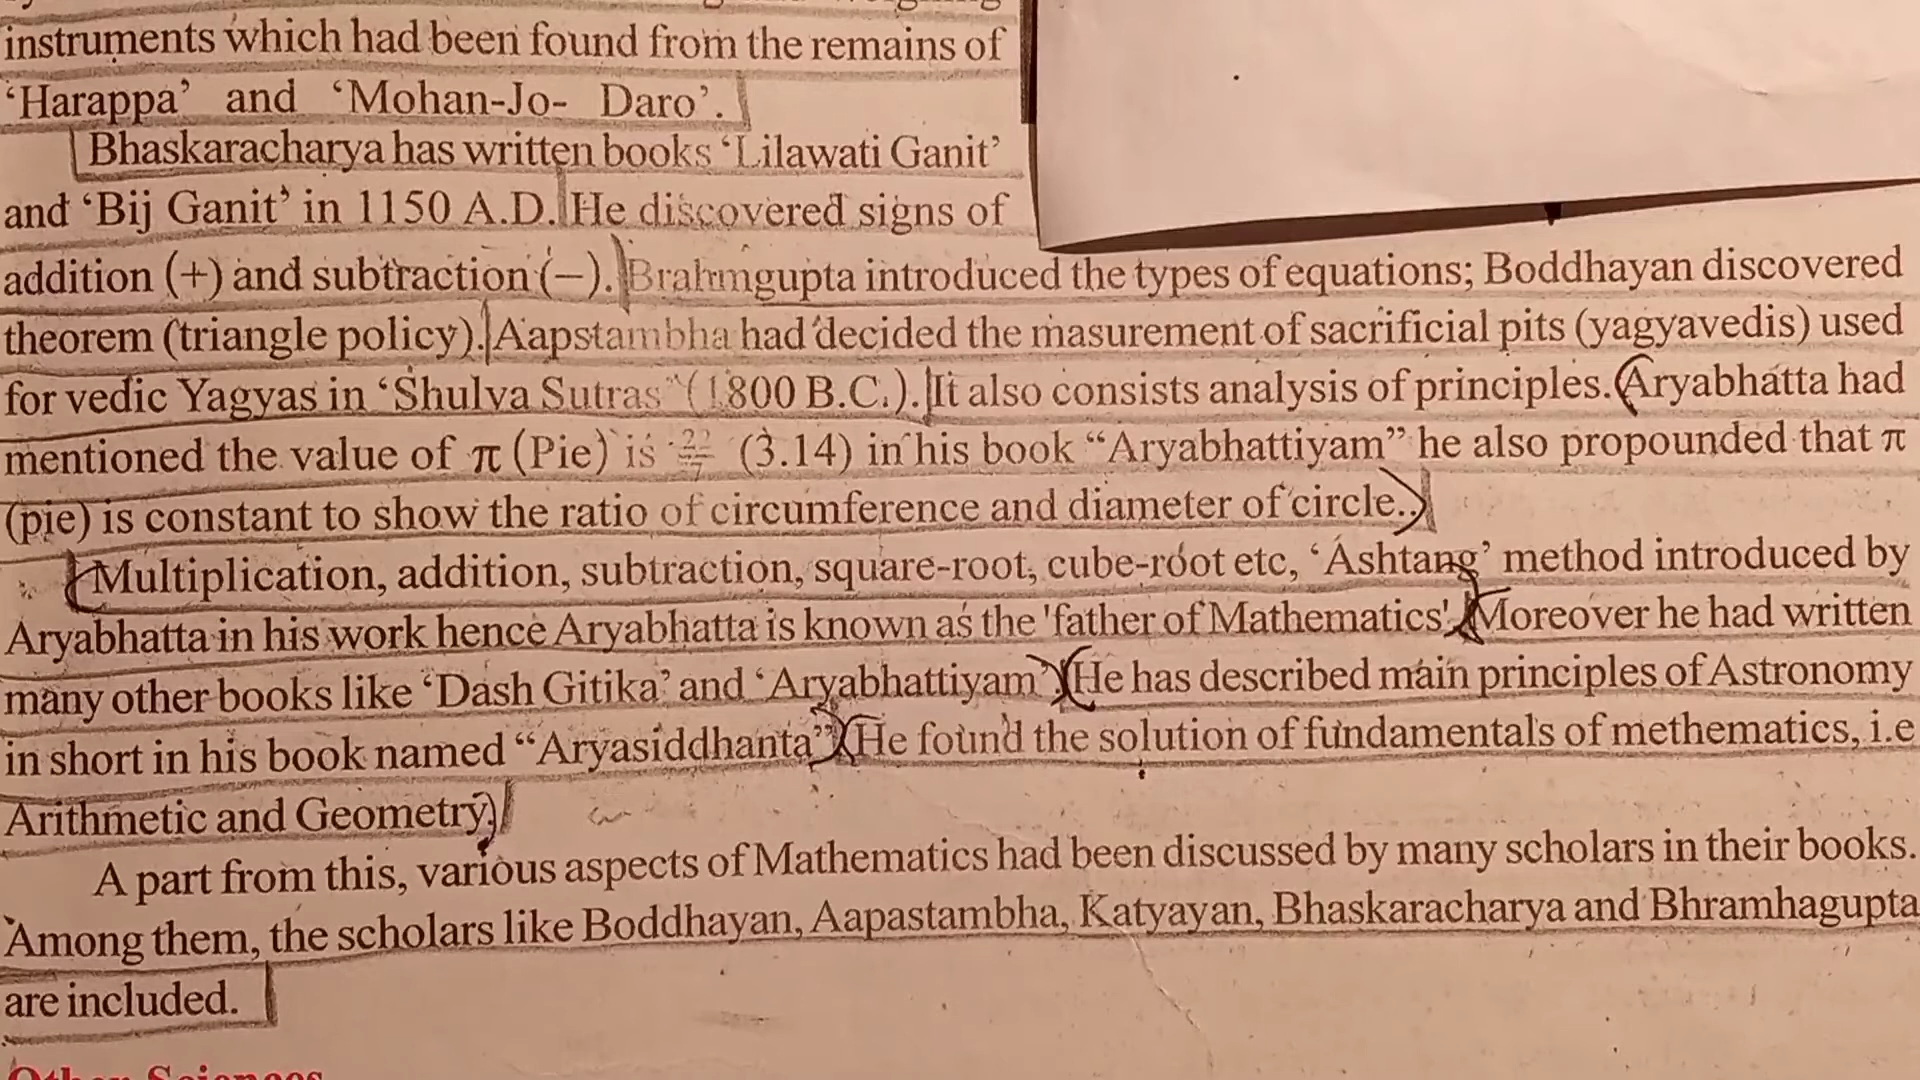 instruments which had been found from the remains of
‘Harappa’ and ‘Mohan-Jo- Daro’.
Bhaskaracharya has written books ‘Lilawati Ganit’
and ‘Bij Ganit’ in 1150 A.D. He discovered signs of
addition (+) and subtraction (−). Brahmgupta introduced the types of equations; Boddhayan discovered
theorem (triangle policy). Aapstambha had decided the masurement of sacrificial pits (yagyavedis) used
for vedic Yagyas in ‘Shulva Sutras” (1800 B.C.). It also consists analysis of principles. Aryabhatta had
mentioned the value of π (Pie) is 22/7 (3.14) in his book “Aryabhattiyam” he also propounded that π
(pie) is constant to show the ratio of circumference and diameter of circle..
Multiplication, addition, subtraction, square-root, cube-root etc, ‘Ashtang’ method introduced by
Aryabhatta in his work hence Aryabhatta is known as the 'father of Mathematics'. Moreover he had written
many other books like ‘Dash Gitika’ and ‘Aryabhattiyam’. He has described main principles of Astronomy
in short in his book named “Aryasiddhanta”. He found the solution of fundamentals of methematics, i.e
Arithmetic and Geometry.
A part from this, various aspects of Mathematics had been discussed by many scholars in their books.
Among them, the scholars like Boddhayan, Aapastambha, Katyayan, Bhaskaracharya and Bhramhagupta
are included.
Other Sciences